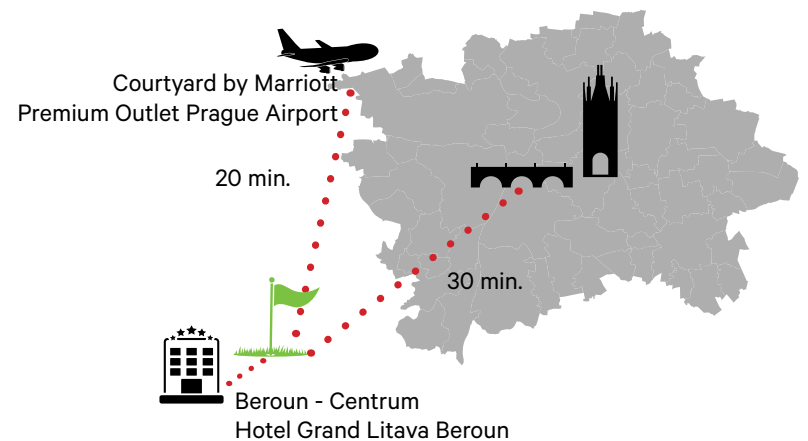 Courtyard by Marriott
Premium Outlet Prague Airport
20 min.
30 min.
Beroun - Centrum
Hotel Grand Litava Beroun